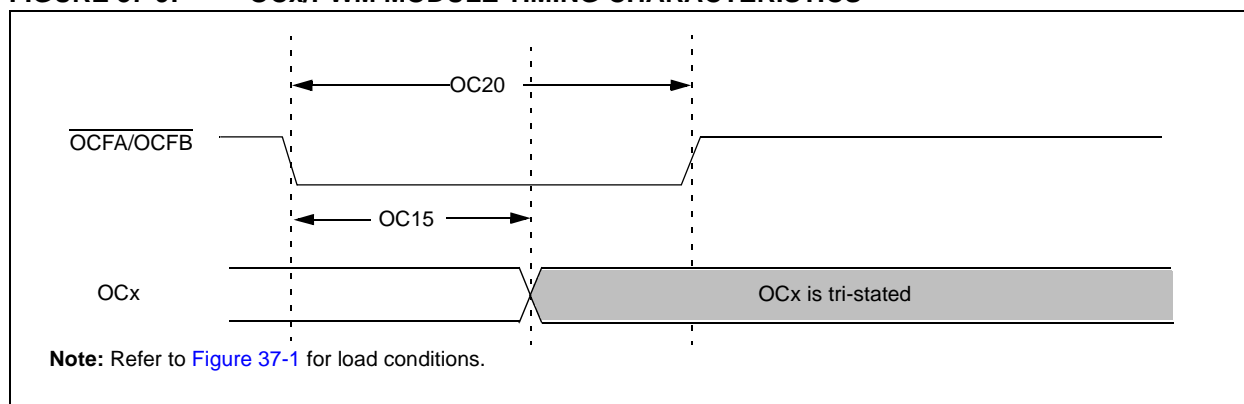 OC20
OCFA/OCFB
OC15
OCx
OCx is tri-stated
Note: Refer to Figure 37-1 for load conditions.